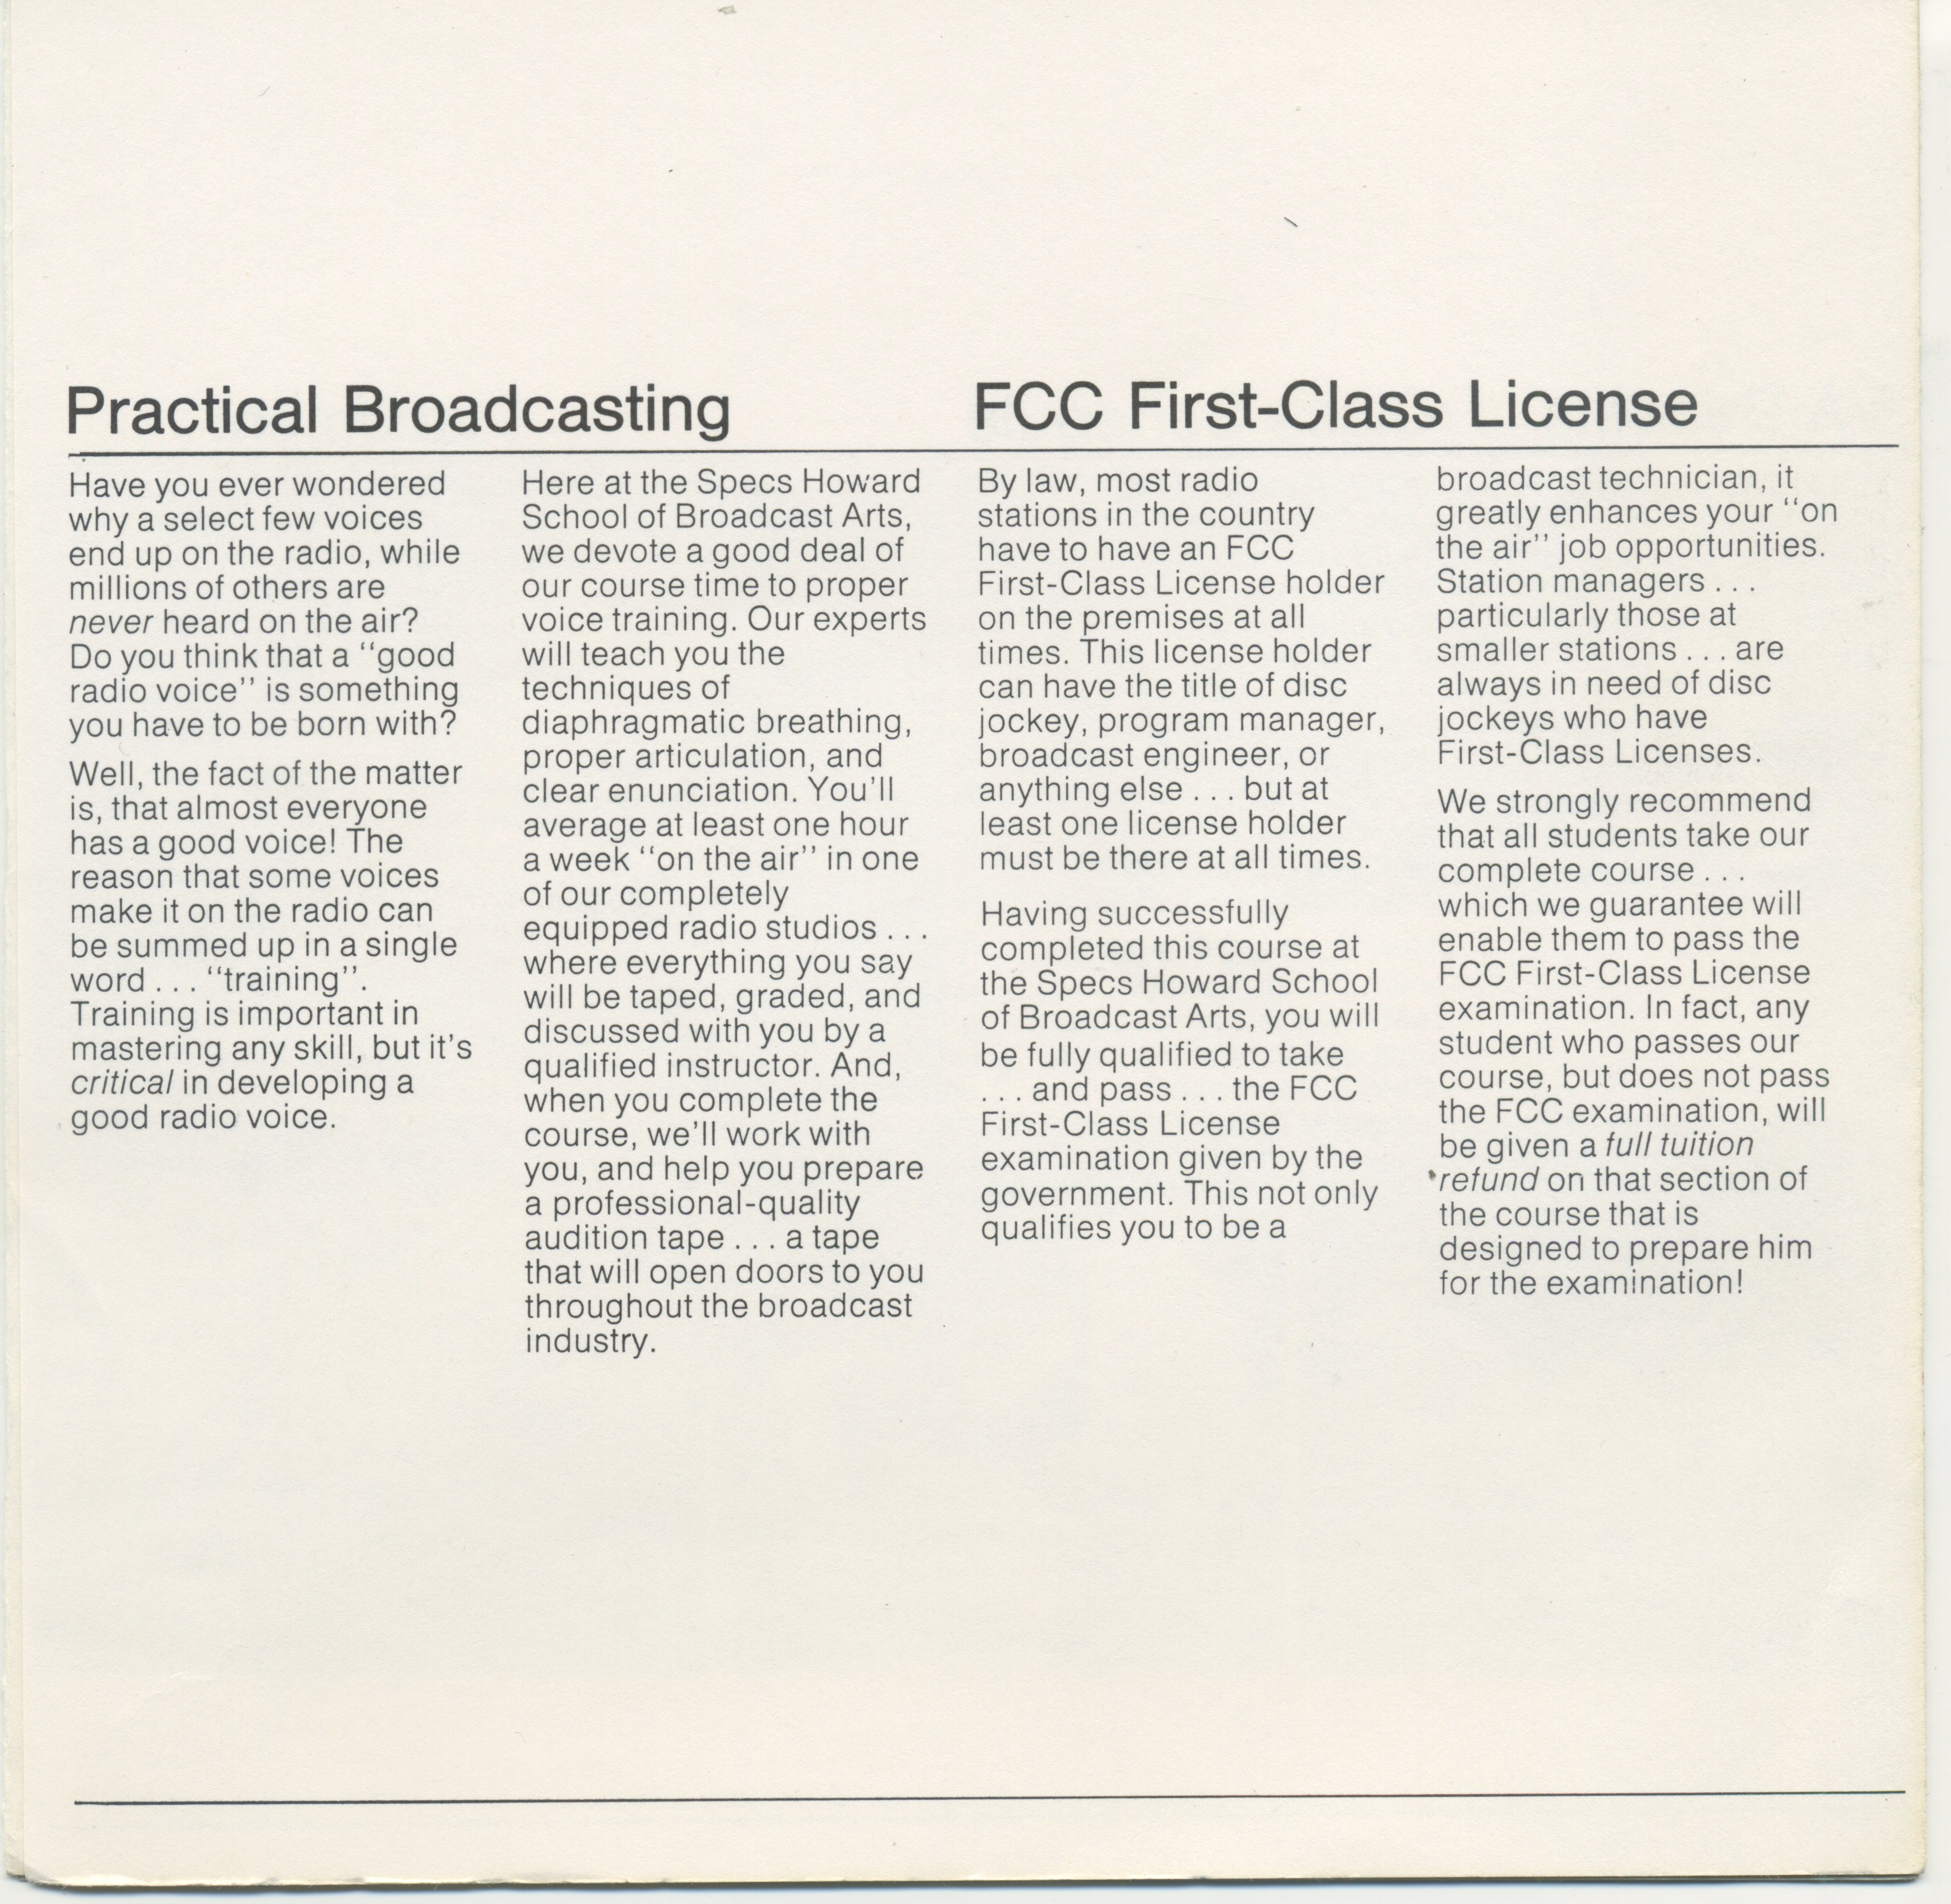 Practical Broadcasting
Have you ever wondered
why a select few voices
end up on the radio, while
millions of others are
never heard on the air?
Do you think that a ‘‘good
radio voice’’ is something
you have to be born with?
Well, the fact of the matter
is, that almost everyone
has a good voice! The
reason that some voices
make it on the radio can
be summed up in a single
word . . . ‘‘training’’.
Training is important in
mastering any skill, but it's
critical in developing a
good radio voice.
Here at the Specs Howard
School of Broadcast Arts,
we devote a good deal of
our course time to proper
voice training. Our experts
will teach you the
techniques of
diaphragmatic breathing,
proper articulation, and
clear enunciation. You'll
average at least one hour
a week ‘‘on the air’’ in one
of our completely
equipped radio studios . . .
where everything you say
will be taped, graded, and
discussed with you by a
qualified instructor. And,
when you complete the
course, we'll work with
you, and help you prepare
a professional-quality
audition tape . . . a tape
that will open doors to you
throughout the broadcast
industry.
FCC First-Class License
By law, most radio
stations in the country
have to have an FCC
First-Class License holder
on the premises at all
times. This license holder
can have the title of disc
jockey, program manager,
broadcast engineer, or
anything else . . . but at
least one license holder
must be there at all times.
Having successfully
completed this course at
the Specs Howard School
of Broadcast Arts, you will
be fully qualified to take
. . . and pass . . . the FCC
First-Class License
examination given by the
government. This not only
qualifies you to be a
broadcast technician, it
greatly enhances your ‘‘on
the air’’ job opportunities.
Station managers . . .
particularly those at
smaller stations . . . are
always in need of disc
jockeys who have
First-Class Licenses.
We strongly recommend
that all students take our
complete course . . .
which we guarantee will
enable them to pass the
FCC First-Class License
examination. In fact, any
student who passes our
course, but does not pass
the FCC examination, will
be given a full tuition
refund on that section of
the course that is
designed to prepare him
for the examination!